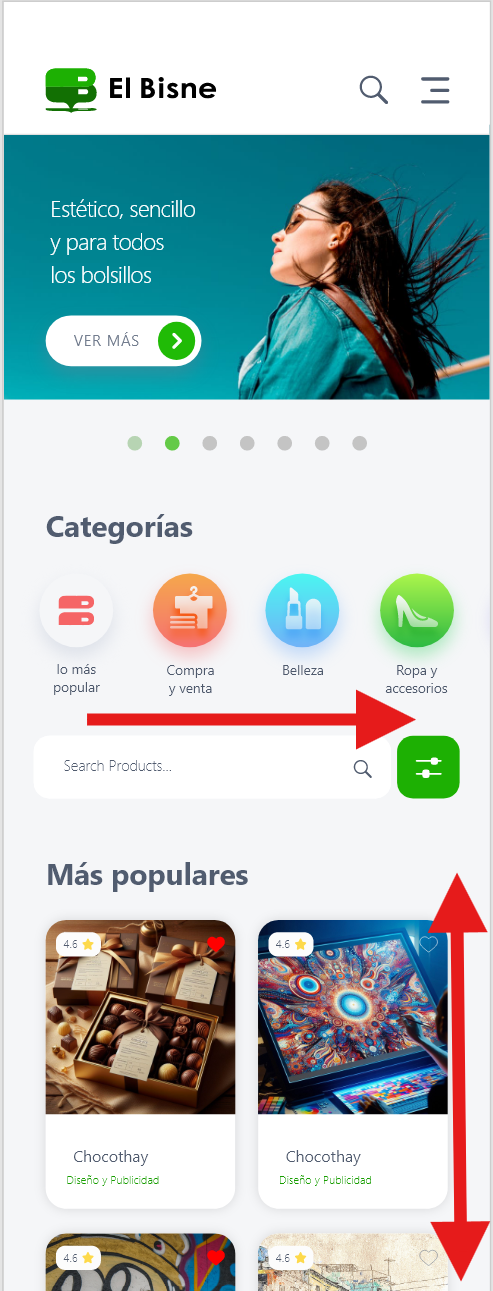 El Bisne
Estético, sencillo
y para todos
los bolsillos
VER MÁS
Categorías
lo más
popular
Compra
y venta
Belleza
Ropa y
accesorios
Search Products...
Más populares
4.6
4.6
Chocothay
Diseño y Publicidad
Chocothay
Diseño y Publicidad
4.6
4.6